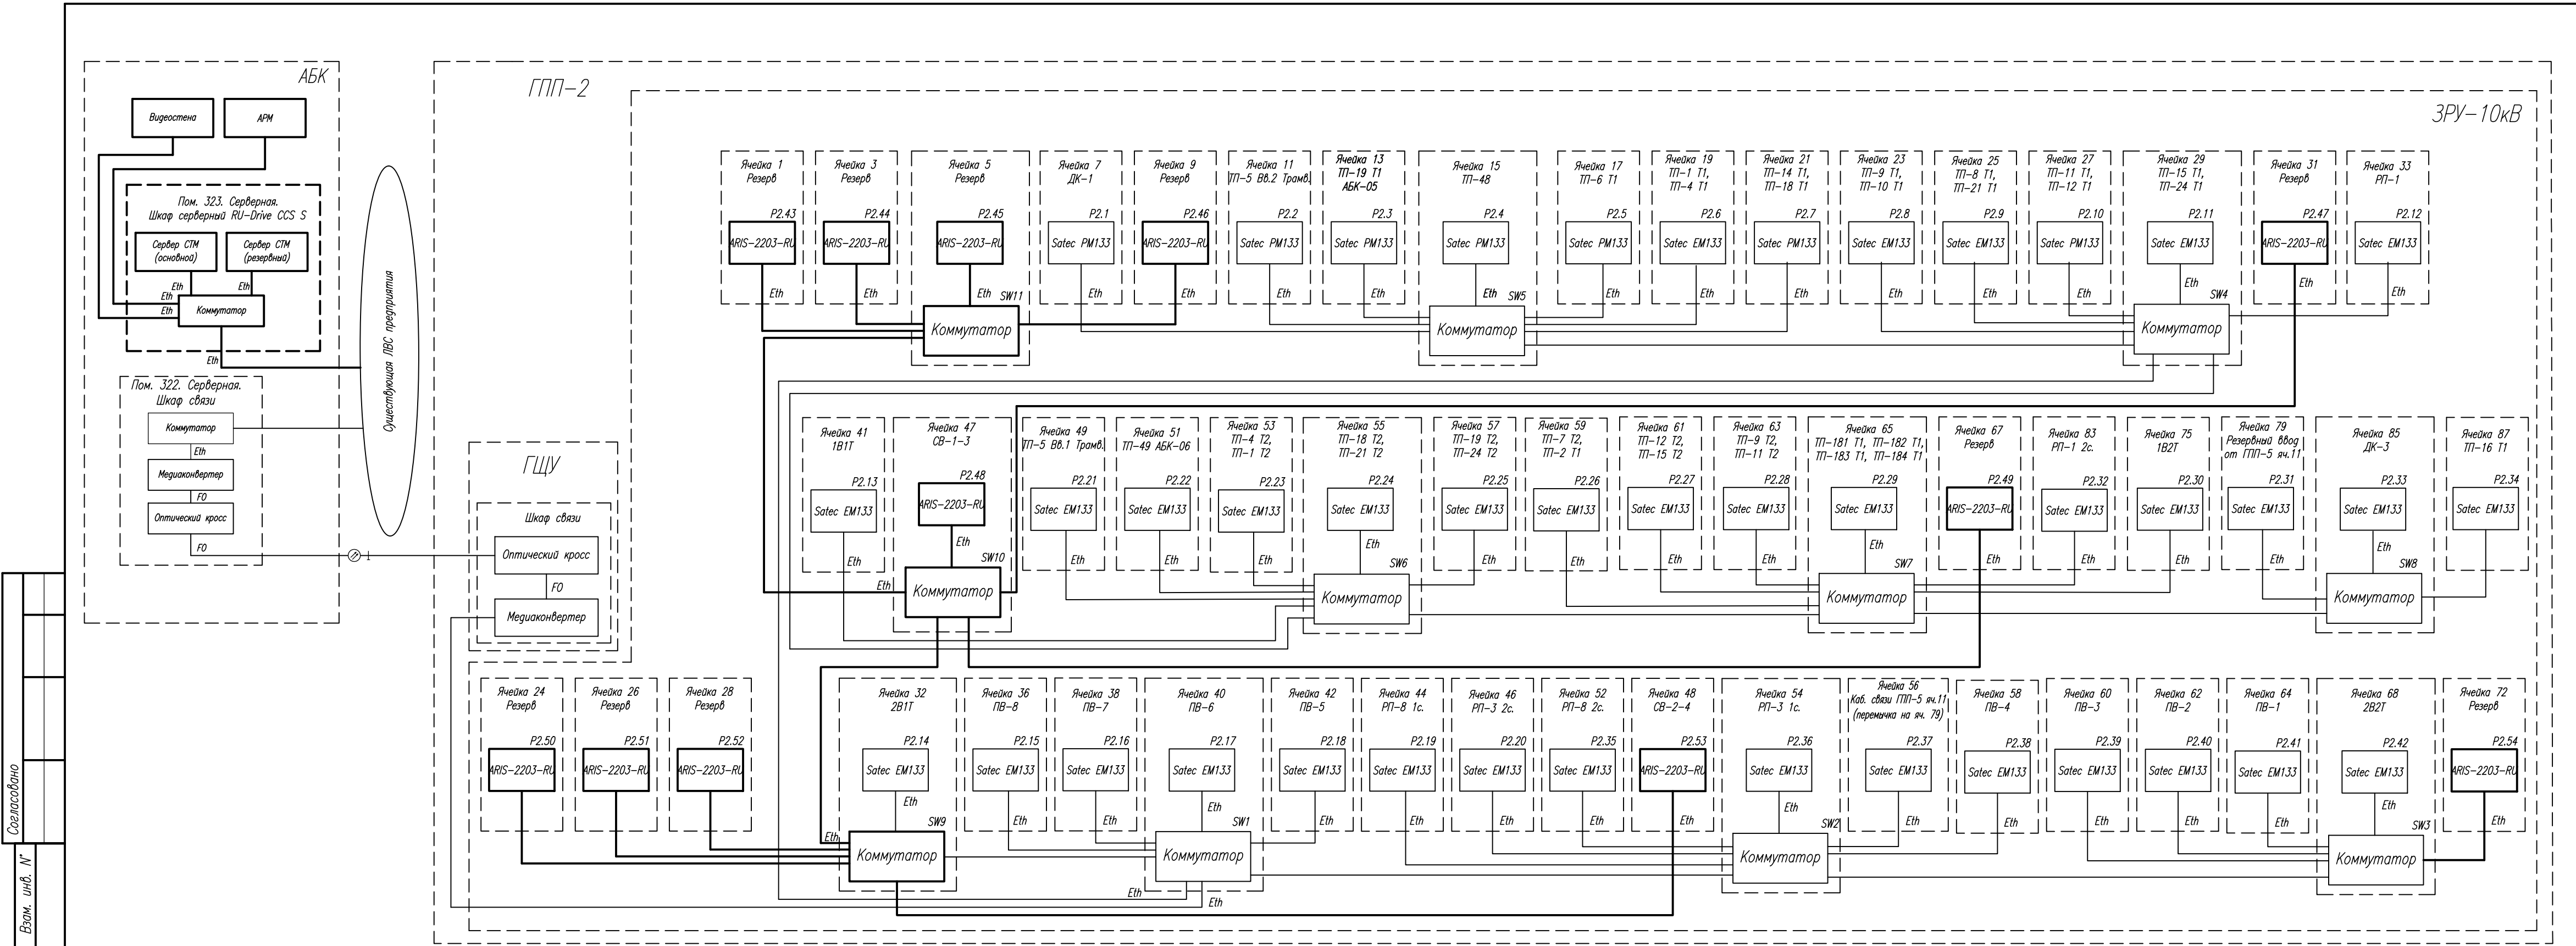 АБК
Видеостена
АРМ
Пом. 323. Серверная.
Шкаф серверный RU-Drive CCS S
Сервер СТМ
(основной)
Сервер СТМ
(резервный)
Eth
Eth
Eth
Eth
Коммутатор
Eth
Пом. 322. Серверная.
Шкаф связи
Коммутатор
Eth
Медиаконвертер
FO
Оптический кросс
FO
Существующая ЛВС предприятия
1
ГПП-2
ГЩУ
Шкаф связи
Оптический кросс
FO
Медиаконвертер
ЗРУ-10кВ
Ячейка 1
Резерв
P2.43
ARIS-2203-RU
Eth
Ячейка 3
Резерв
P2.44
ARIS-2203-RU
Eth
Ячейка 5
Резерв
P2.45
ARIS-2203-RU
Eth
SW11
Коммутатор
Ячейка 7
ДК-1
P2.1
Satec PM133
Eth
Ячейка 9
Резерв
P2.46
ARIS-2203-RU
Eth
Ячейка 11
ТП-5 Вв.2 Трамв.
P2.2
Satec PM133
Eth
Ячейка 13
ТП-19 Т1
АБК-05
P2.3
Satec PM133
Eth
Ячейка 15
ТП-48
P2.4
Satec PM133
Eth
SW5
Коммутатор
Ячейка 17
ТП-6 Т1
P2.5
Satec PM133
Eth
Ячейка 19
ТП-1 Т1,
ТП-4 Т1
P2.6
Satec EM133
Eth
Ячейка 21
ТП-14 Т1,
ТП-18 Т1
P2.7
Satec PM133
Eth
Ячейка 23
ТП-9 Т1,
ТП-10 Т1
P2.8
Satec EM133
Eth
Ячейка 25
ТП-8 Т1,
ТП-21 Т1
P2.9
Satec EM133
Eth
Ячейка 27
ТП-11 Т1,
ТП-12 Т1
P2.10
Satec PM133
Eth
Ячейка 29
ТП-15 Т1,
ТП-24 Т1
P2.11
Satec EM133
Eth
SW4
Коммутатор
Ячейка 31
Резерв
P2.47
ARIS-2203-RU
Eth
Ячейка 33
РП-1
P2.12
Satec EM133
Eth
Ячейка 41
1В1Т
P2.13
Satec EM133
Eth
Ячейка 47
СВ-1-3
P2.48
ARIS-2203-RU
Eth
SW10
Eth
Коммутатор
Ячейка 49
ТП-5 Вв.1 Трамв.
P2.21
Satec EM133
Eth
Ячейка 51
ТП-49 АБК-06
P2.22
Satec EM133
Eth
Ячейка 53
ТП-4 Т2,
ТП-1 Т2
P2.23
Satec EM133
Eth
Ячейка 55
ТП-18 Т2,
ТП-21 Т2
P2.24
Satec EM133
Eth
SW6
Коммутатор
Ячейка 57
ТП-19 Т2,
ТП-24 Т2
P2.25
Satec EM133
Eth
Ячейка 59
ТП-7 Т2,
ТП-2 Т1
P2.26
Satec EM133
Eth
Ячейка 61
ТП-12 Т2,
ТП-15 Т2
P2.27
Satec EM133
Eth
Ячейка 63
ТП-9 Т2,
ТП-11 Т2
P2.28
Satec EM133
Eth
Ячейка 65
ТП-181 Т1, ТП-182 Т1,
ТП-183 Т1, ТП-184 Т1
P2.29
Satec EM133
Eth
SW7
Коммутатор
Ячейка 67
Резерв
P2.49
ARIS-2203-RU
Eth
Ячейка 83
РП-1 2с.
P2.32
Satec EM133
Eth
Ячейка 75
1В2Т
P2.30
Satec EM133
Eth
Ячейка 79
Резервный ввод
от ГПП-5 яч.11
P2.31
Satec EM133
Eth
Ячейка 85
ДК-3
P2.33
Satec EM133
Eth
SW8
Коммутатор
Ячейка 87
ТП-16 Т1
P2.34
Satec EM133
Eth
Ячейка 24
Резерв
P2.50
ARIS-2203-RU
Eth
Ячейка 26
Резерв
P2.51
ARIS-2203-RU
Eth
Ячейка 28
Резерв
P2.52
ARIS-2203-RU
Eth
Ячейка 32
2В1Т
P2.14
Satec EM133
Eth
SW9
Eth
Коммутатор
Ячейка 36
ПВ-8
P2.15
Satec EM133
Eth
Ячейка 38
ПВ-7
P2.16
Satec EM133
Eth
Ячейка 40
ПВ-6
P2.17
Satec EM133
Eth
SW1
Коммутатор
Eth
Eth
Ячейка 42
ПВ-5
P2.18
Satec EM133
Eth
Ячейка 44
РП-8 1с.
P2.19
Satec EM133
Eth
Ячейка 46
РП-3 2с.
P2.20
Satec EM133
Eth
Ячейка 52
РП-8 2с.
P2.35
Satec EM133
Eth
Ячейка 48
СВ-2-4
P2.53
ARIS-2203-RU
Eth
Ячейка 54
РП-3 1с.
P2.36
Satec EM133
Eth
SW2
Коммутатор
Ячейка 56
Каб. связи ГПП-5 яч.11
(перемычка на яч. 79)
P2.37
Satec EM133
Eth
Ячейка 58
ПВ-4
P2.38
Satec EM133
Eth
Ячейка 60
ПВ-3
P2.39
Satec EM133
Eth
Ячейка 62
ПВ-2
P2.40
Satec EM133
Eth
Ячейка 64
ПВ-1
P2.41
Satec EM133
Eth
Ячейка 68
2В2Т
P2.42
Satec EM133
Eth
SW3
Коммутатор
Ячейка 72
Резерв
P2.54
ARIS-2203-RU
Eth
Согласовано
Взам. инв. N°